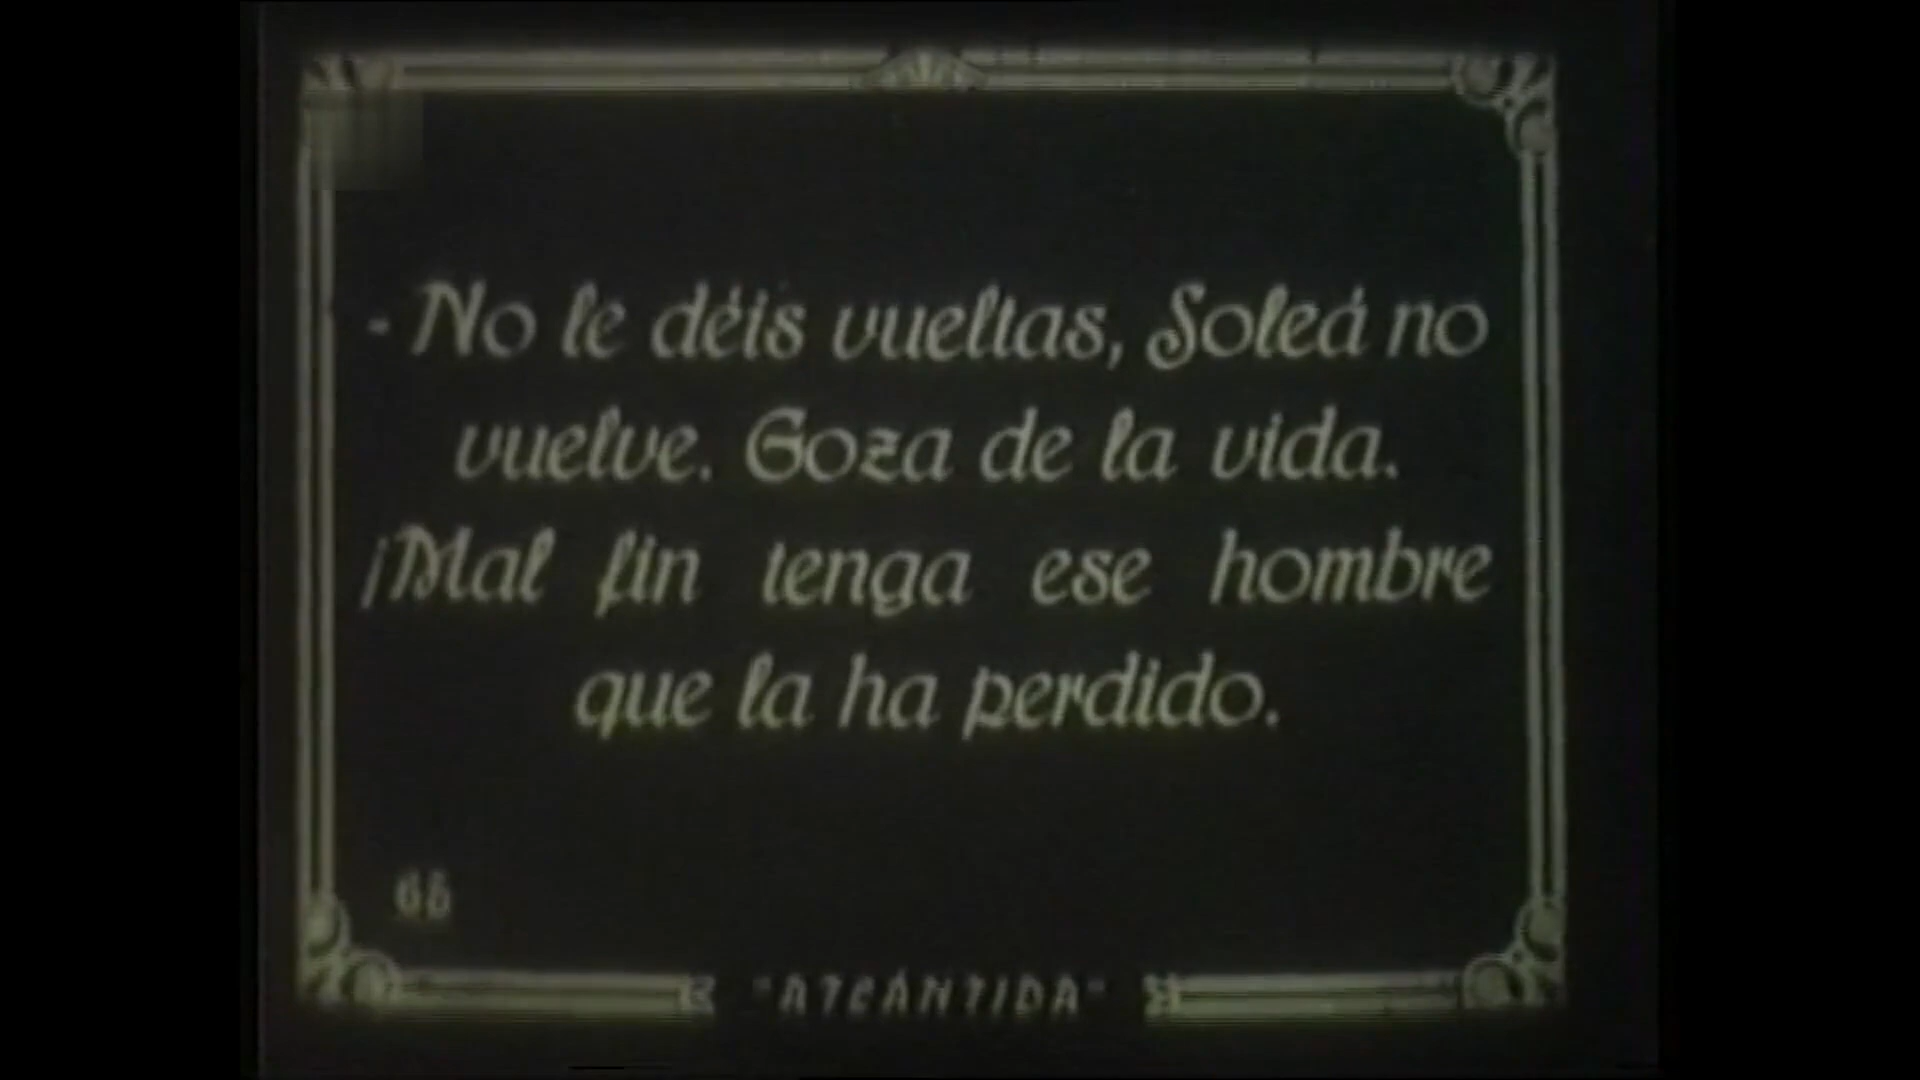 - No le déis vueltas, Soleá no
vuelve. Goza de la vida.
¡Mal fin tenga ese hombre
que la ha perdido.
"ATLÁNTIDA"